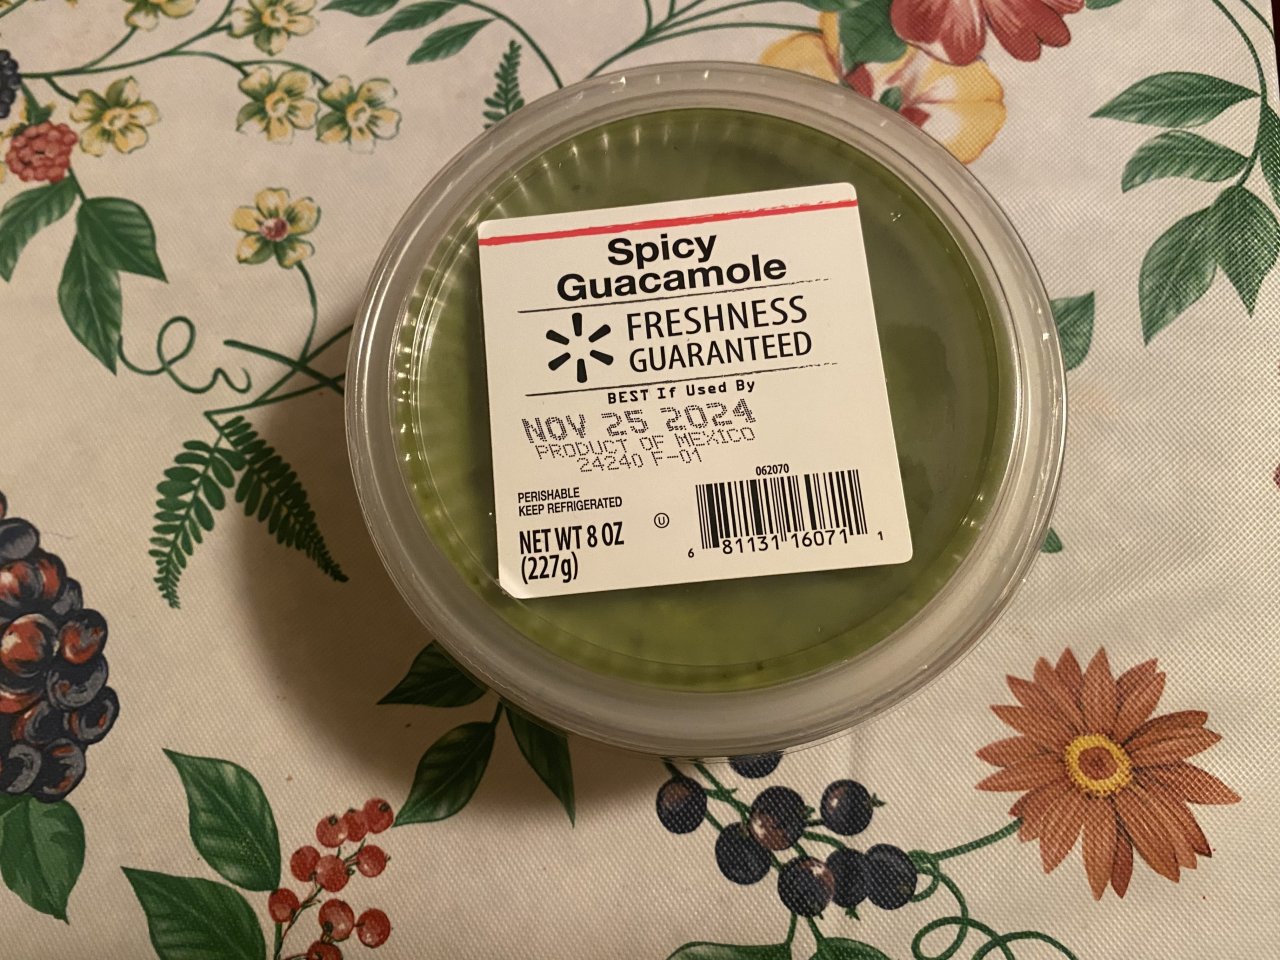 Spicy
Guacamole
FRESHNESS
GUARANTEED
BEST If Used By
NOV 25 2024
PRODUCT OF MEXICO
24240 F-01
062070
PERISHABLE
KEEP REFRIGERATED
NET WT 8 OZ
(227g)
U
6 81131 16071 1